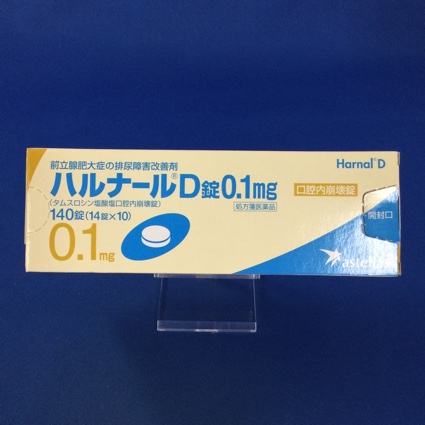 前立腺肥大症の排尿障害改善剤
Harnal® D
ハルナール®D錠0.1mg
口腔内崩壊錠
(タムスロシン塩酸塩口腔内崩壊錠)
処方箋医薬品
140錠(14錠×10)
開封口
0.1mg
astellas